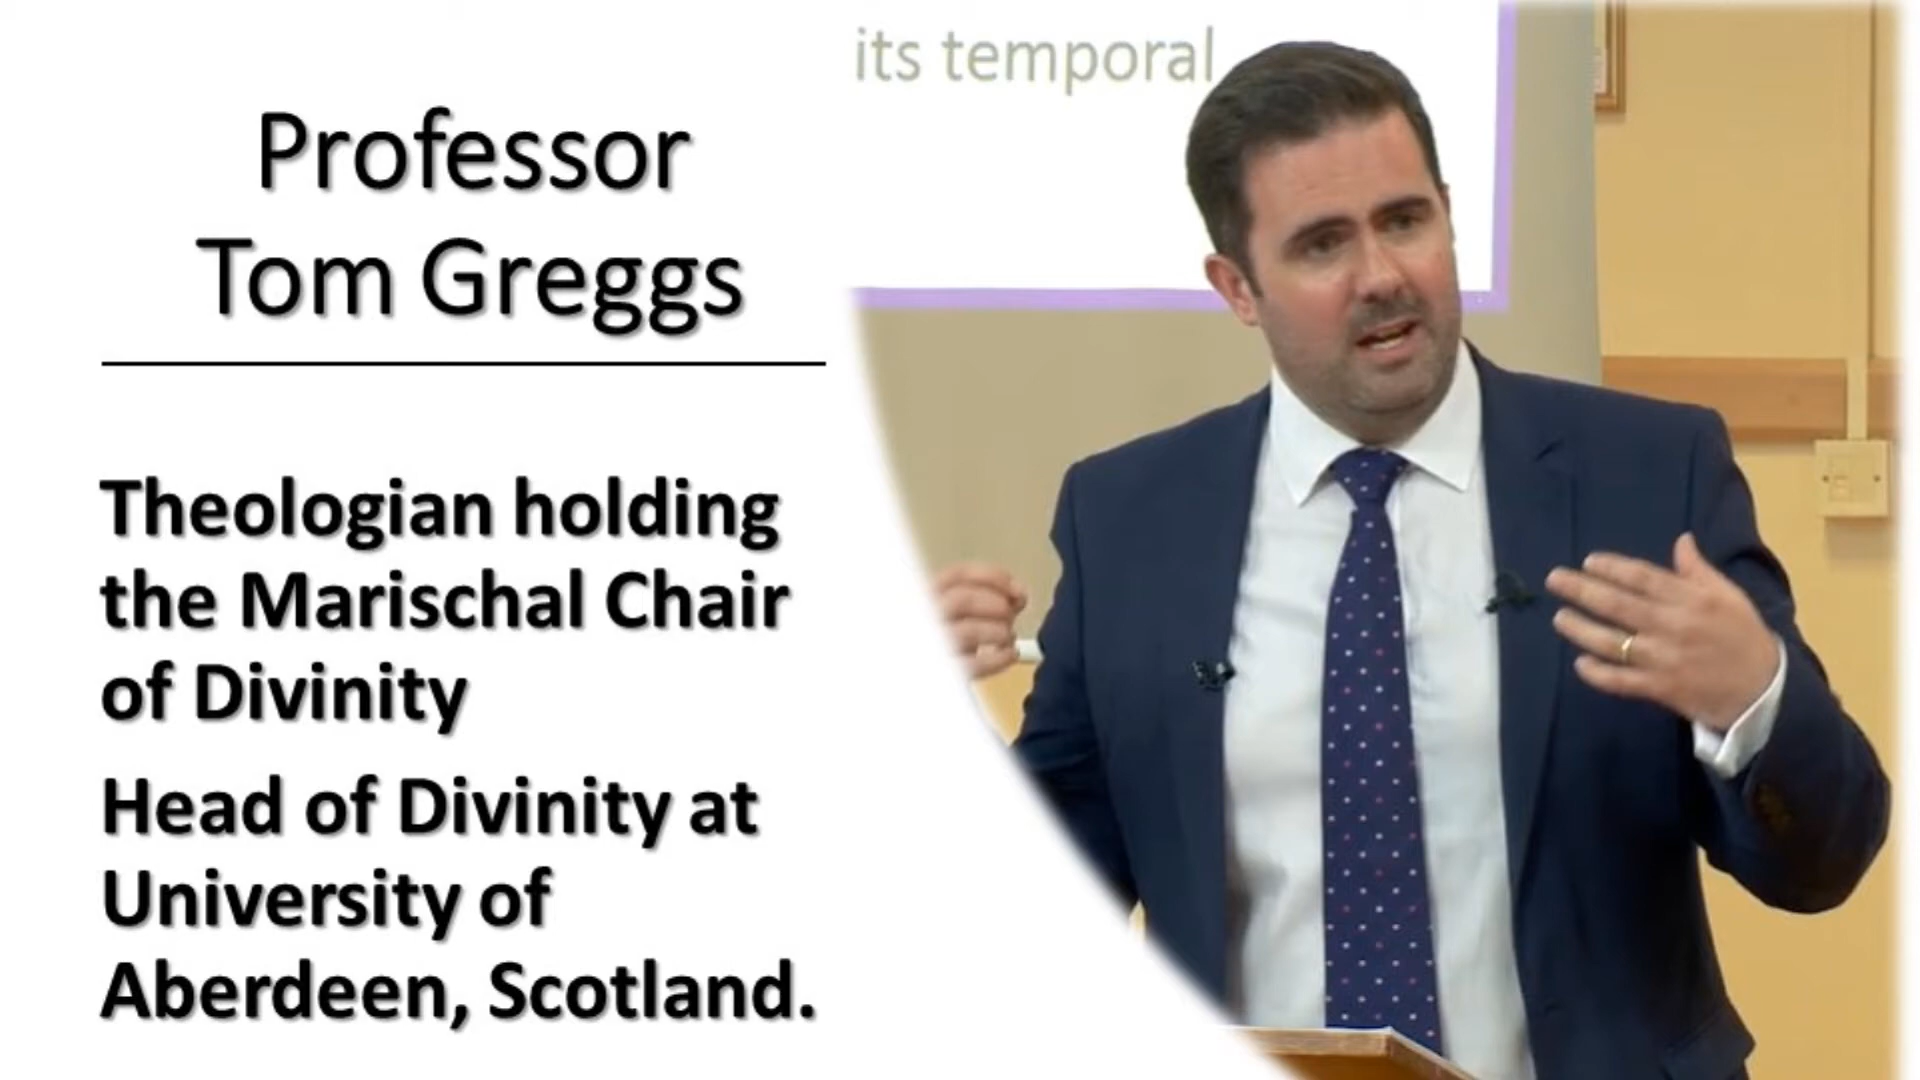 its temporal
Professor
Tom Greggs
Theologian holding
the Marischal Chair
of Divinity
Head of Divinity at
University of
Aberdeen, Scotland.